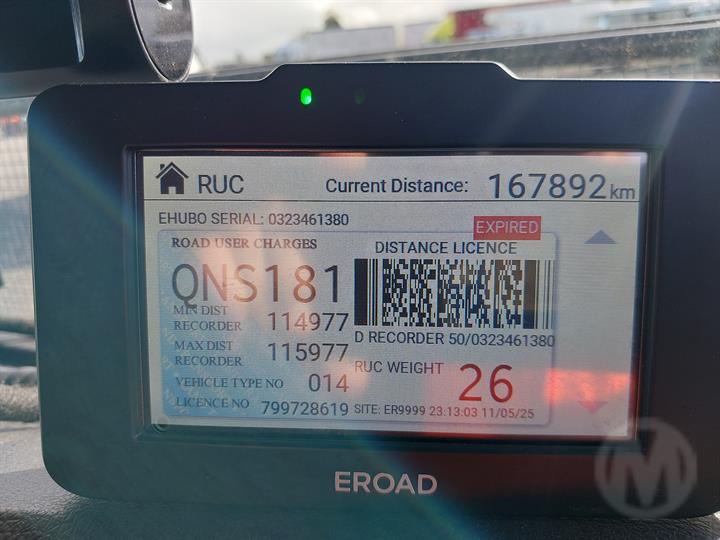 RUC Current Distance: 167892 km
EHUBO SERIAL: 0323461380
EXPIRED
ROAD USER CHARGES
QNS181
MIN DIST
RECORDER 114977
MAX DIST
RECORDER 115977
VEHICLE TYPE NO 014
LICENCE NO 799728619
DISTANCE LICENCE
D RECORDER 50/0323461380
RUC WEIGHT 26
SITE: ER9999 23:13:03 11/05/25
EROAD
M